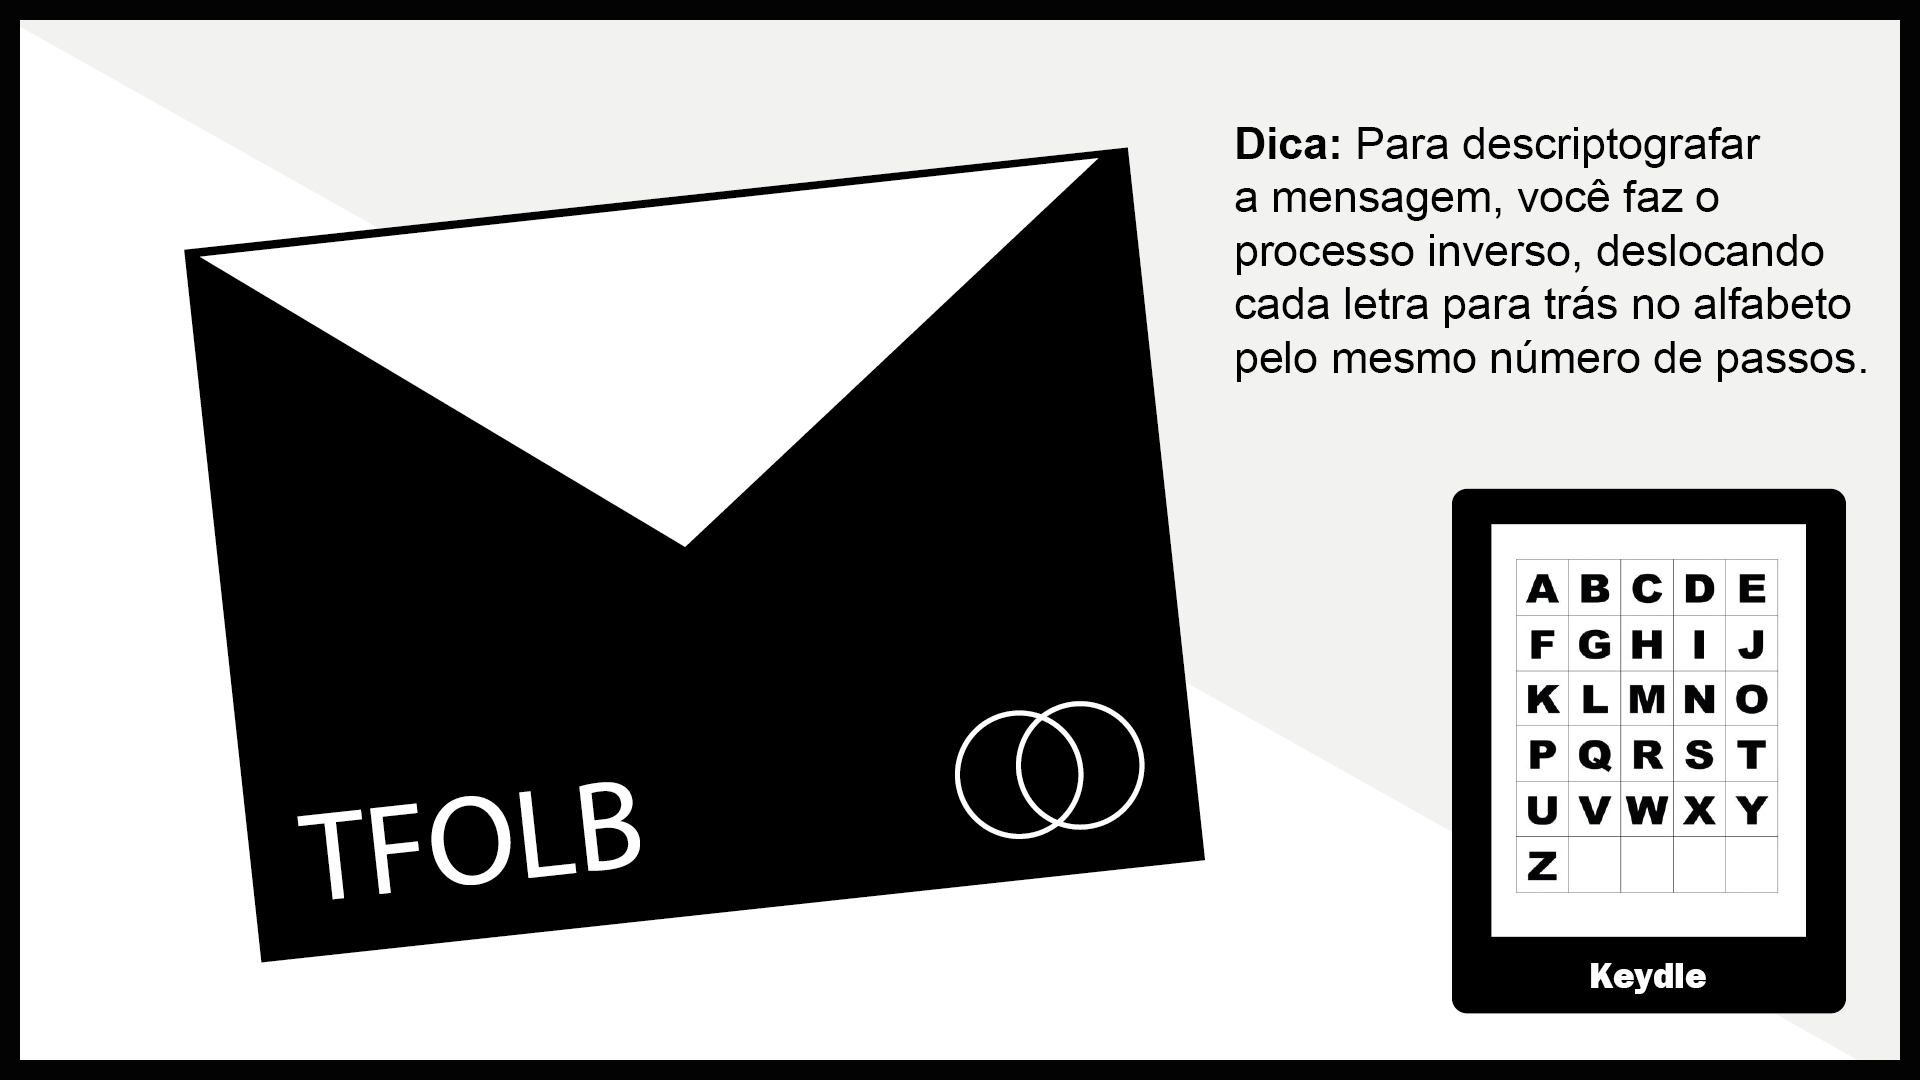 Dica: Para descriptografar
a mensagem, você faz o
processo inverso, deslocando
cada letra para trás no alfabeto
pelo mesmo número de passos.
TFOLB
A B C D E
F G H I J
K L M N O
P Q R S T
U V W X Y
Z
Keydle